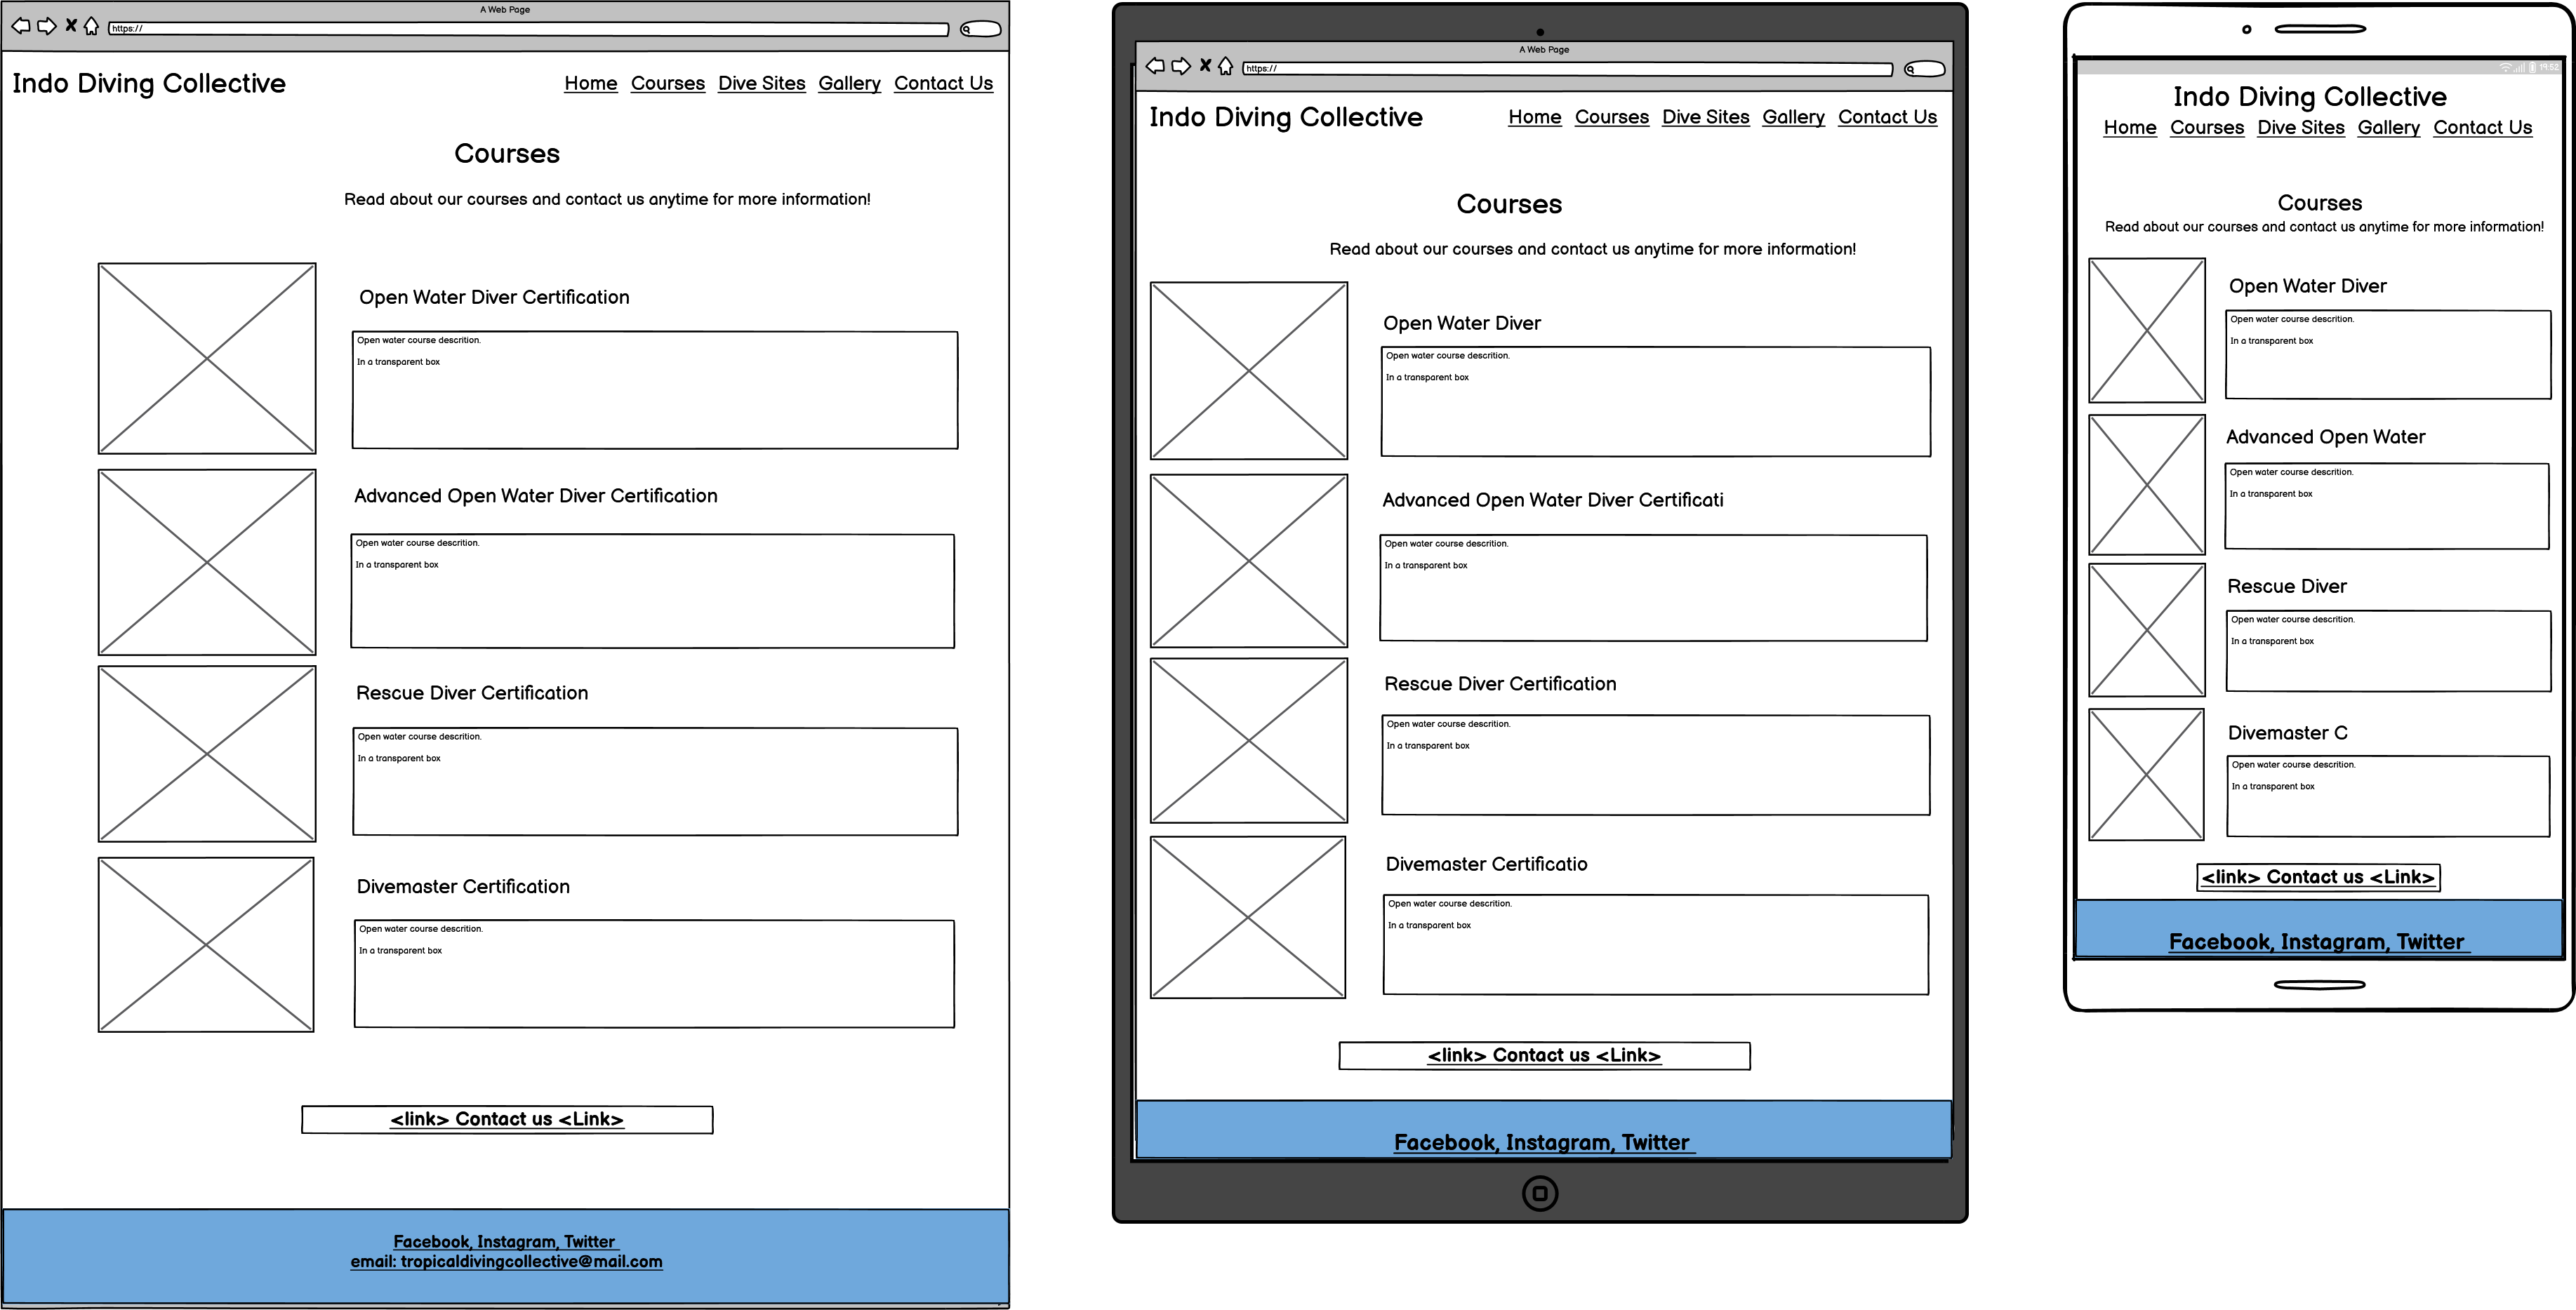 A Web Page
https://
Indo Diving Collective
Home Courses Dive Sites Gallery Contact Us
Courses
Read about our courses and contact us anytime for more information!
Open Water Diver Certification
Open water course descrition.
In a transparent box
Advanced Open Water Diver Certification
Open water course descrition.
In a transparent box
Rescue Diver Certification
Open water course descrition.
In a transparent box
Divemaster Certification
Open water course descrition.
In a transparent box
<link> Contact us <Link>
Facebook, Instagram, Twitter
email: tropicaldivingcollective@mail.com
A Web Page
https://
Indo Diving Collective
Home Courses Dive Sites Gallery Contact Us
Courses
Read about our courses and contact us anytime for more information!
Open Water Diver
Open water course descrition.
In a transparent box
Advanced Open Water Diver Certificati
Open water course descrition.
In a transparent box
Rescue Diver Certification
Open water course descrition.
In a transparent box
Divemaster Certificatio
Open water course descrition.
In a transparent box
<link> Contact us <Link>
Facebook, Instagram, Twitter
19:52
Indo Diving Collective
Home Courses Dive Sites Gallery Contact Us
Courses
Read about our courses and contact us anytime for more information!
Open Water Diver
Open water course descrition.
In a transparent box
Advanced Open Water
Open water course descrition.
In a transparent box
Rescue Diver
Open water course descrition.
In a transparent box
Divemaster C
Open water course descrition.
In a transparent box
<link> Contact us <Link>
Facebook, Instagram, Twitter